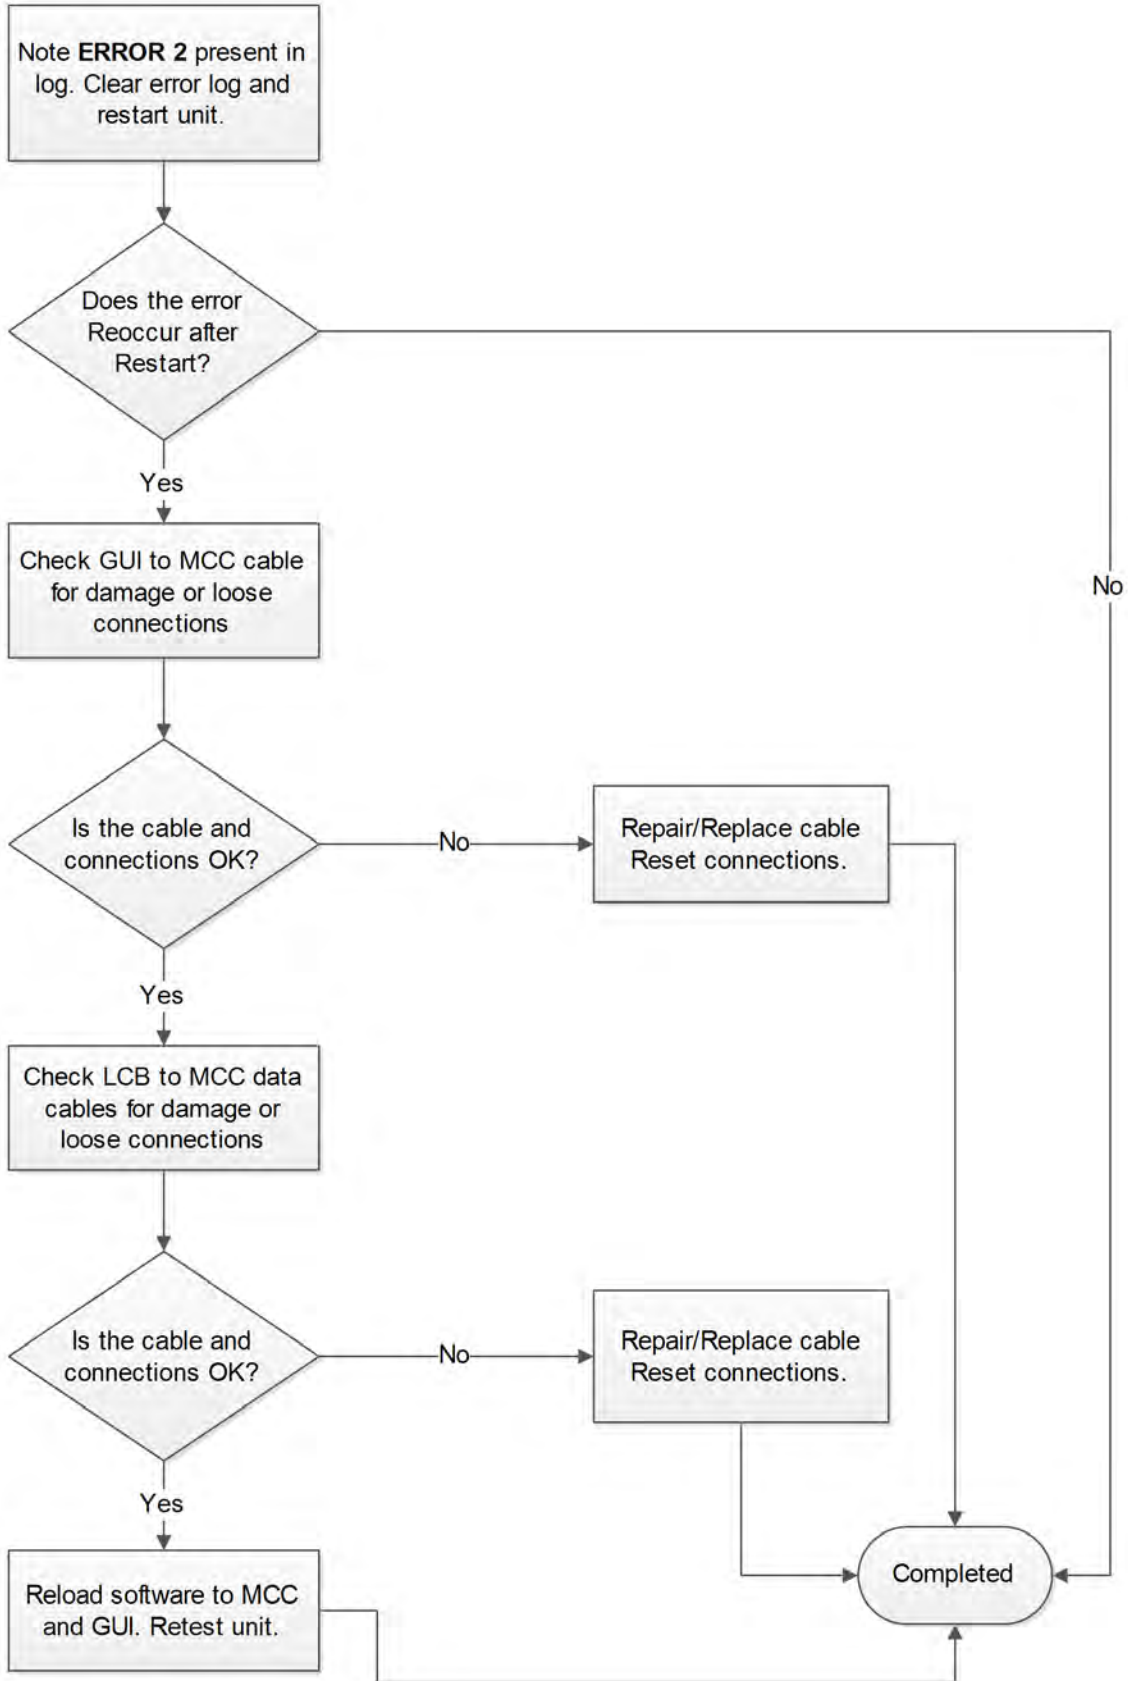 Note ERROR 2 present in
log. Clear error log and
restart unit.
Does the error
Reoccur after
Restart?
Yes
No
Check GUI to MCC cable
for damage or loose
connections
Is the cable and
connections OK?
No
Repair/Replace cable
Reset connections.
Yes
Check LCB to MCC data
cables for damage or
loose connections
Is the cable and
connections OK?
No
Repair/Replace cable
Reset connections.
Yes
Reload software to MCC
and GUI. Retest unit.
Completed